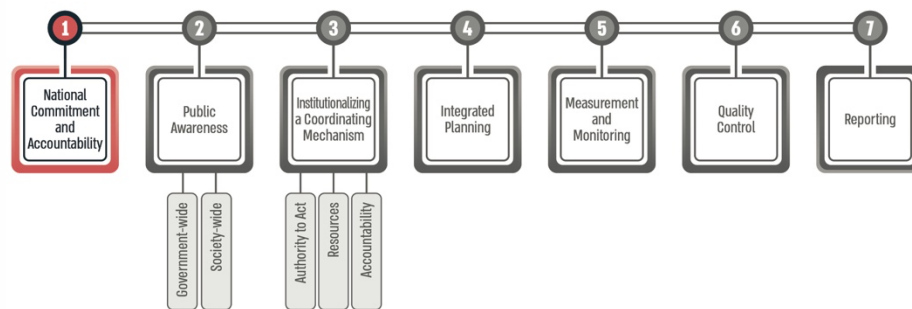 1
2
3
4
5
6
7
National
Commitment
and
Accountability
Public
Awareness
Institutionalizing
a Coordinating
Mechanism
Integrated
Planning
Measurement
and
Monitoring
Quality
Control
Reporting
Government-wide
Society-wide
Authority to Act
Resources
Accountability